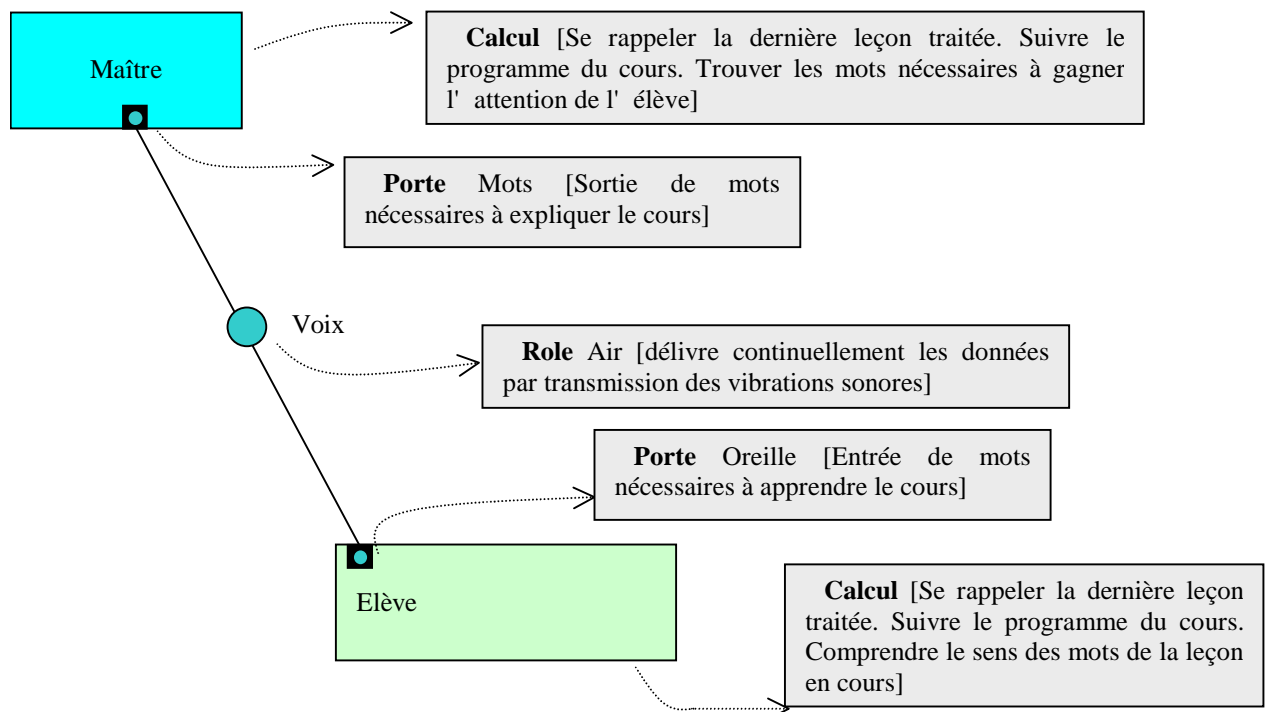 Maître
Calcul [Se rappeler la dernière leçon traitée. Suivre le
programme du cours. Trouver les mots nécessaires à gagner
l' attention de l' élève]
Porte Mots [Sortie de mots
nécessaires à expliquer le cours]
Voix
Role Air [délivre continuellement les données
par transmission des vibrations sonores]
Porte Oreille [Entrée de mots
nécessaires à apprendre le cours]
Elève
Calcul [Se rappeler la dernière leçon
traitée. Suivre le programme du cours.
Comprendre le sens des mots de la leçon
en cours]